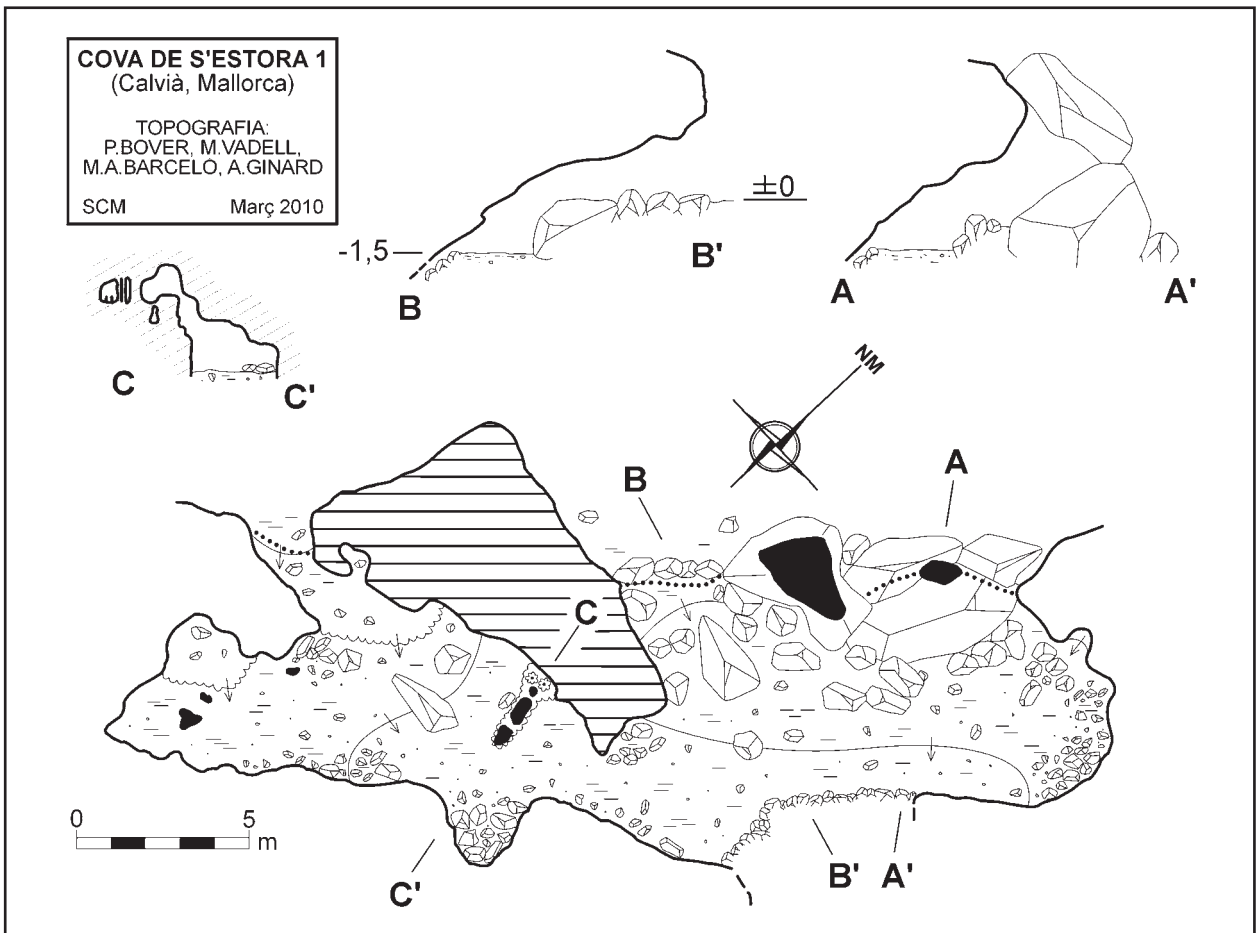 COVA DE S'ESTORA 1
(Calvià, Mallorca)
TOPOGRAFIA:
P.BOVER, M.VADELL,
M.A.BARCELÓ, A.GINARD
SCM Març 2010
±0
-1,5
B
B'
A
A'
C
C'
NM
B
A
C
0 5
m
C'
B'
A'